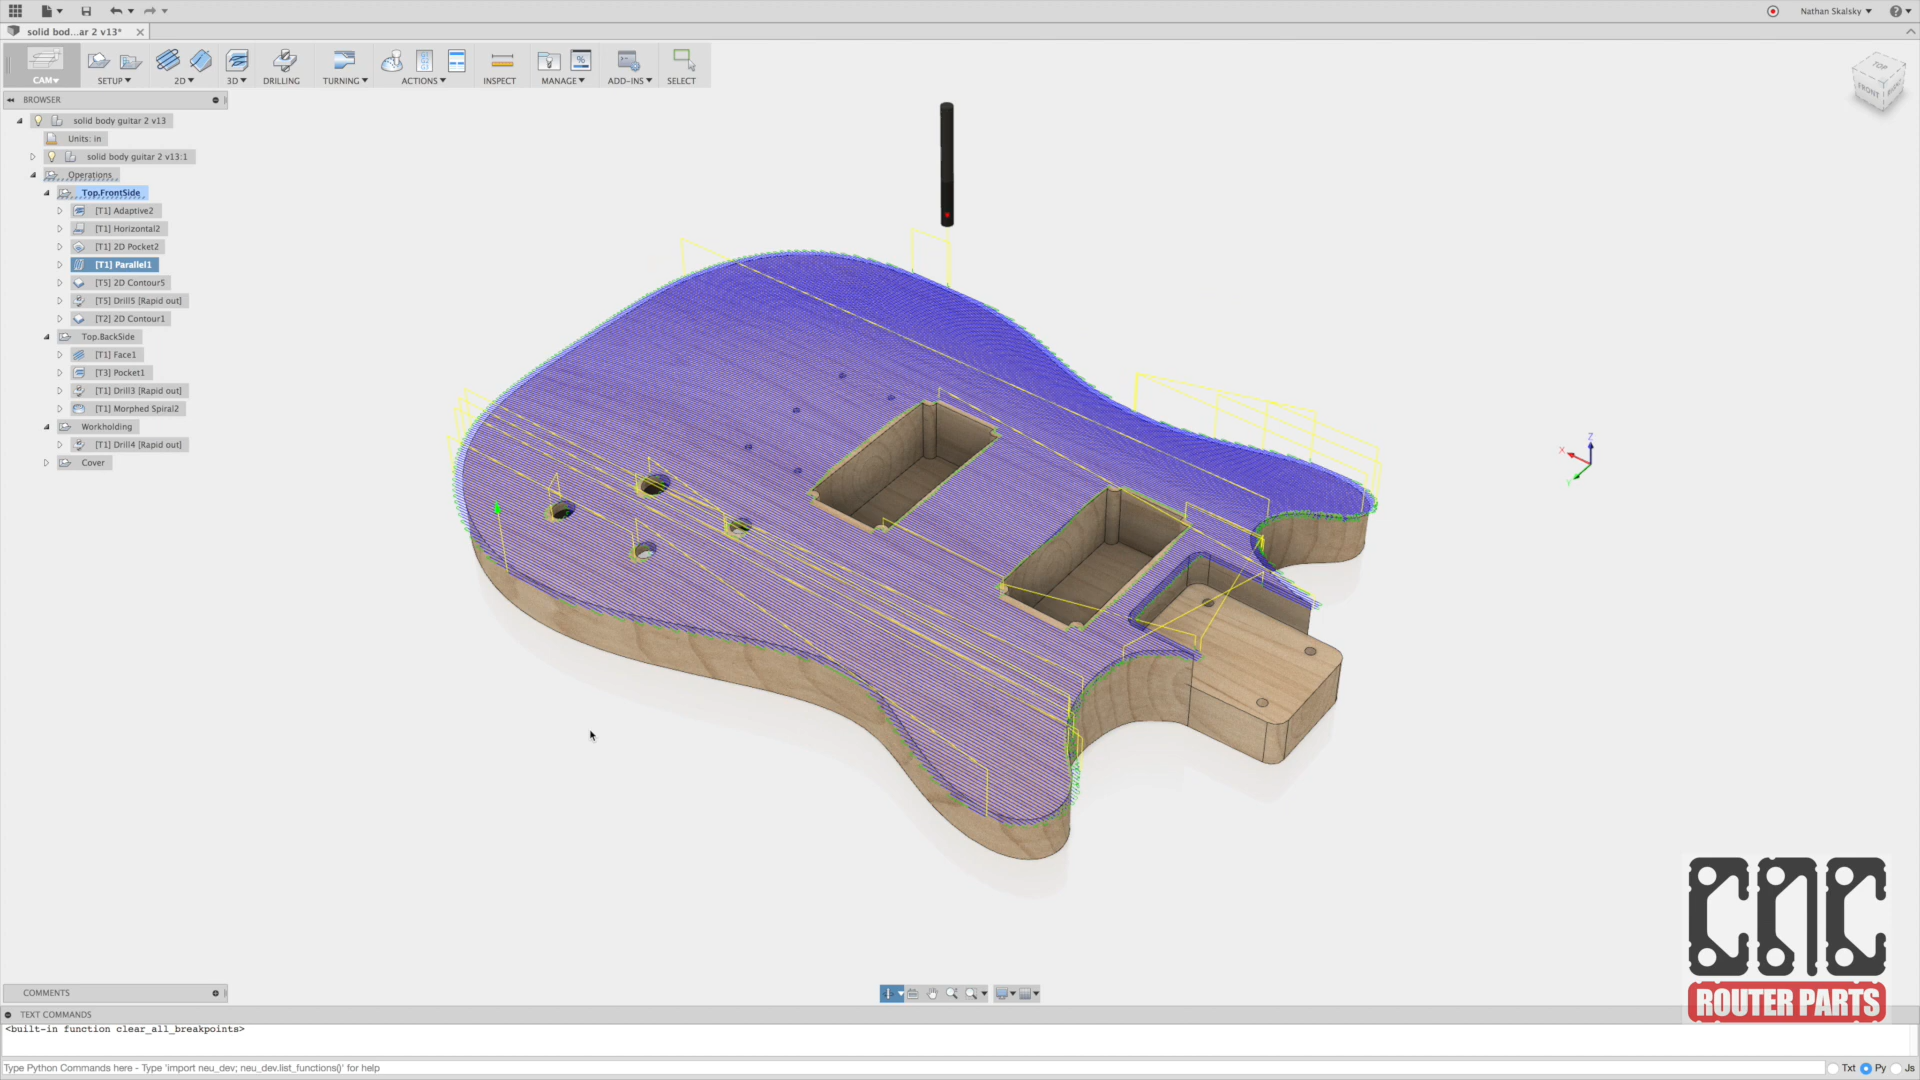 Nathan Skalsky
solid bod...ar 2 v13*
CAM
SETUP
2D
3D
DRILLING
TURNING
ACTIONS
INSPECT
MANAGE
ADD-INS
SELECT
BROWSER
solid body guitar 2 v13
Units: in
solid body guitar 2 v13:1
Operations
Top.FrontSide
[T1] Adaptive2
[T1] Horizontal2
[T1] 2D Pocket2
[T1] Parallel1
[T5] 2D Contour5
[T5] Drill5 [Rapid out]
[T2] 2D Contour1
Top.BackSide
[T1] Face1
[T3] Pocket1
[T1] Drill3 [Rapid out]
[T1] Morphed Spiral2
Workholding
[T1] Drill4 [Rapid out]
Cover
TOP
FRONT
Z
X
Y
CNC
ROUTER PARTS
COMMENTS
TEXT COMMANDS
<built-in function clear_all_breakpoints>
Type Python Commands here - Type 'import neu_dev; neu_dev.list_functions()' for help
Txt Py Js